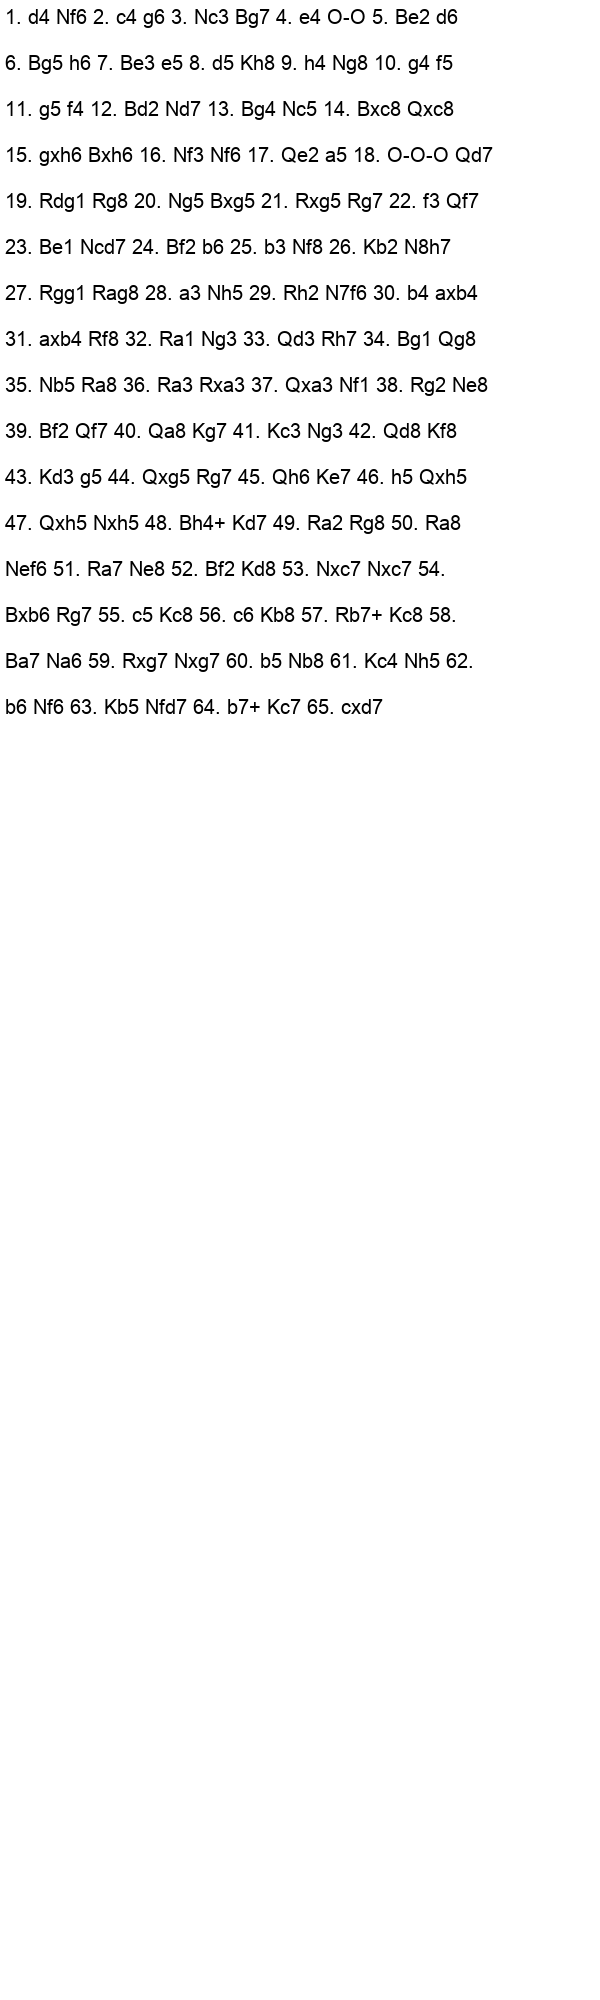 1. d4 Nf6 2. c4 g6 3. Nc3 Bg7 4. e4 O-O 5. Be2 d6
6. Bg5 h6 7. Be3 e5 8. d5 Kh8 9. h4 Ng8 10. g4 f5
11. g5 f4 12. Bd2 Nd7 13. Bg4 Nc5 14. Bxc8 Qxc8
15. gxh6 Bxh6 16. Nf3 Nf6 17. Qe2 a5 18. O-O-O Qd7
19. Rdg1 Rg8 20. Ng5 Bxg5 21. Rxg5 Rg7 22. f3 Qf7
23. Be1 Ncd7 24. Bf2 b6 25. b3 Nf8 26. Kb2 N8h7
27. Rgg1 Rag8 28. a3 Nh5 29. Rh2 N7f6 30. b4 axb4
31. axb4 Rf8 32. Ra1 Ng3 33. Qd3 Rh7 34. Bg1 Qg8
35. Nb5 Ra8 36. Ra3 Rxa3 37. Qxa3 Nf1 38. Rg2 Ne8
39. Bf2 Qf7 40. Qa8 Kg7 41. Kc3 Ng3 42. Qd8 Kf8
43. Kd3 g5 44. Qxg5 Rg7 45. Qh6 Ke7 46. h5 Qxh5
47. Qxh5 Nxh5 48. Bh4+ Kd7 49. Ra2 Rg8 50. Ra8
Nef6 51. Ra7 Ne8 52. Bf2 Kd8 53. Nxc7 Nxc7 54.
Bxb6 Rg7 55. c5 Kc8 56. c6 Kb8 57. Rb7+ Kc8 58.
Ba7 Na6 59. Rxg7 Nxg7 60. b5 Nb8 61. Kc4 Nh5 62.
b6 Nf6 63. Kb5 Nfd7 64. b7+ Kc7 65. cxd7